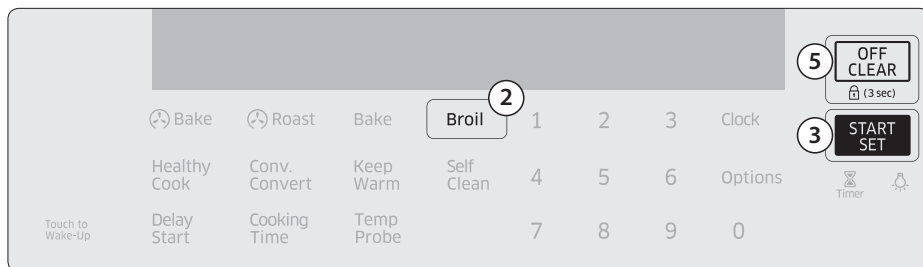 5
OFF
CLEAR
(3 sec)
Bake
Roast
Bake
Broil
2
1
2
3
Clock
3
START
SET
Healthy
Cook
Conv.
Convert
Keep
Warm
Self
Clean
4
5
6
Options
Timer
Touch to
Wake-Up
Delay
Start
Cooking
Time
Temp
Probe
7
8
9
0